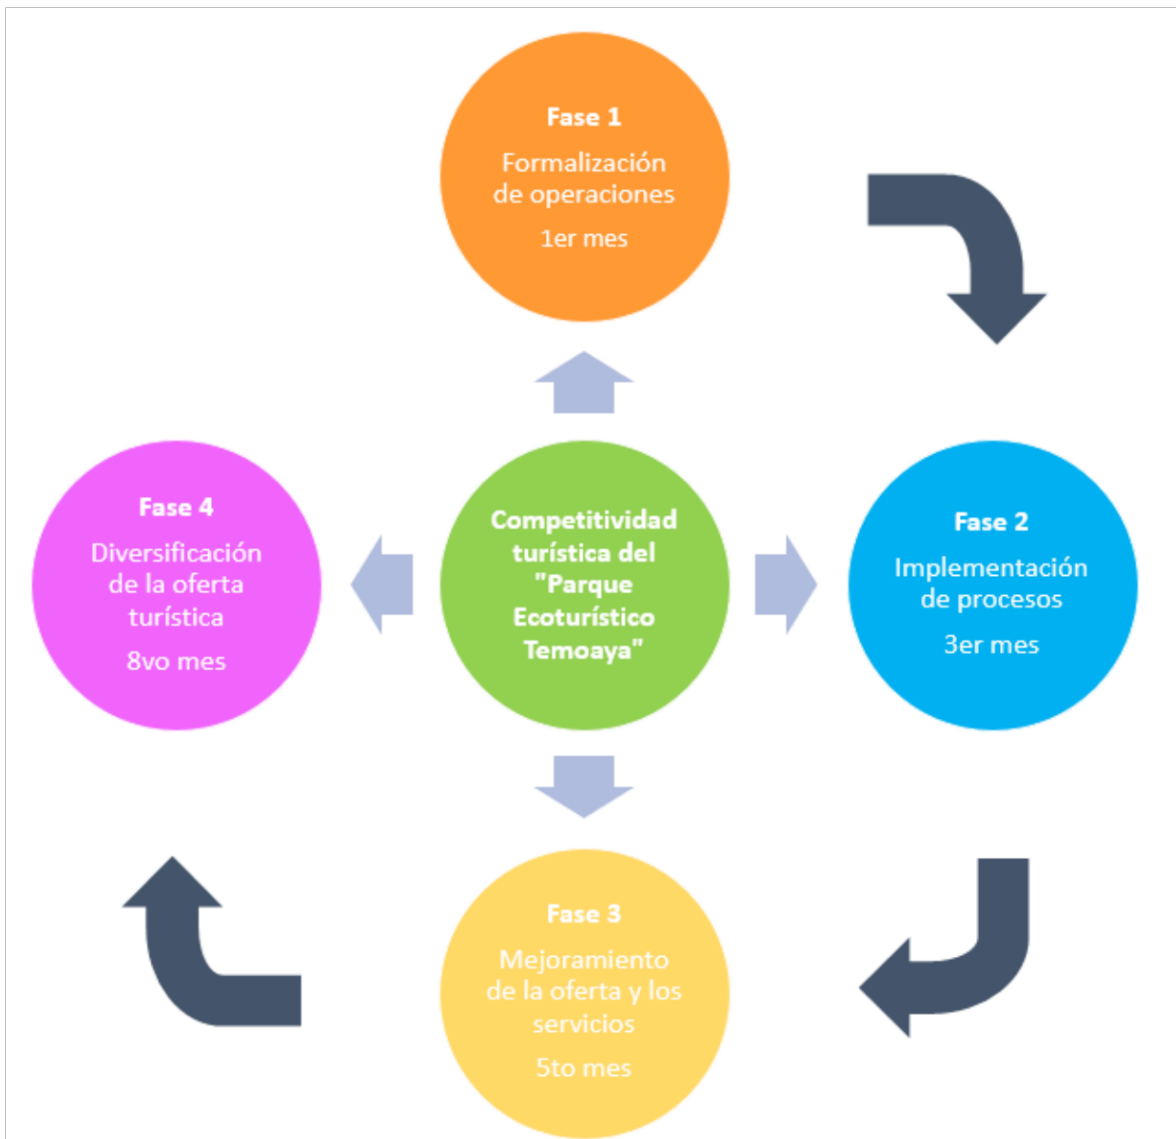 Fase 1
Formalización
de operaciones
1er mes
Fase 4
Diversificación
de la oferta
turística
8vo mes
Competitividad
turística del
"Parque
Ecoturístico
Temoaya"
Fase 2
Implementación
de procesos
3er mes
Fase 3
Mejoramiento
de la oferta y los
servicios
5to mes